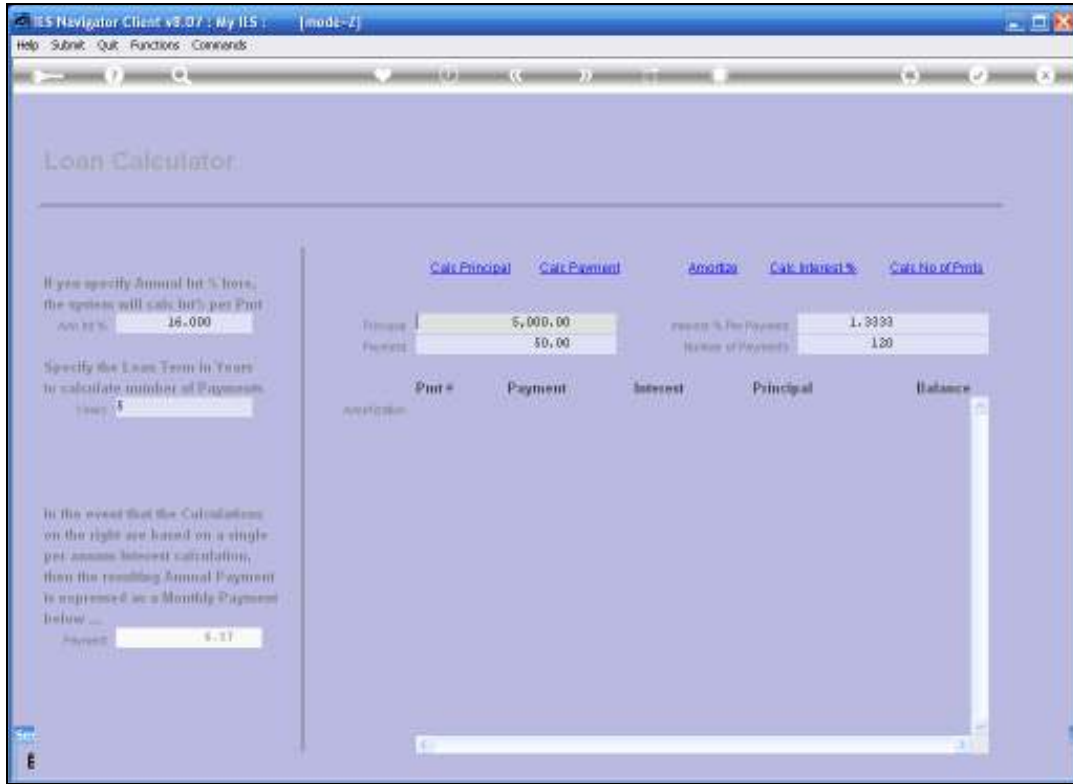 IES Navigator Client v8.07 : My IES : [mode-Z]
Help Submit Quit Functions Commands
Loan Calculator
Calc Principal Calc Payment Amortize Calc Interest % Calc No of Pmts
If you specify Annual Int % here,
the system will calc Int% per Pmt
Ann Int % 16.000
Principal 5,000.00 Interest % Per Payment 1.3333
Payment 50.00 Number of Payments 120
Specify the Loan Term in Years
to calculate number of Payments
Years 5
Pmt # Payment Interest Principal Balance
Amortization
In the event that the Calculations
on the right are based on a single
per annum Interest calculation,
then the resulting Annual Payment
is expressed as a Monthly Payment
below ...
Payment
Ser